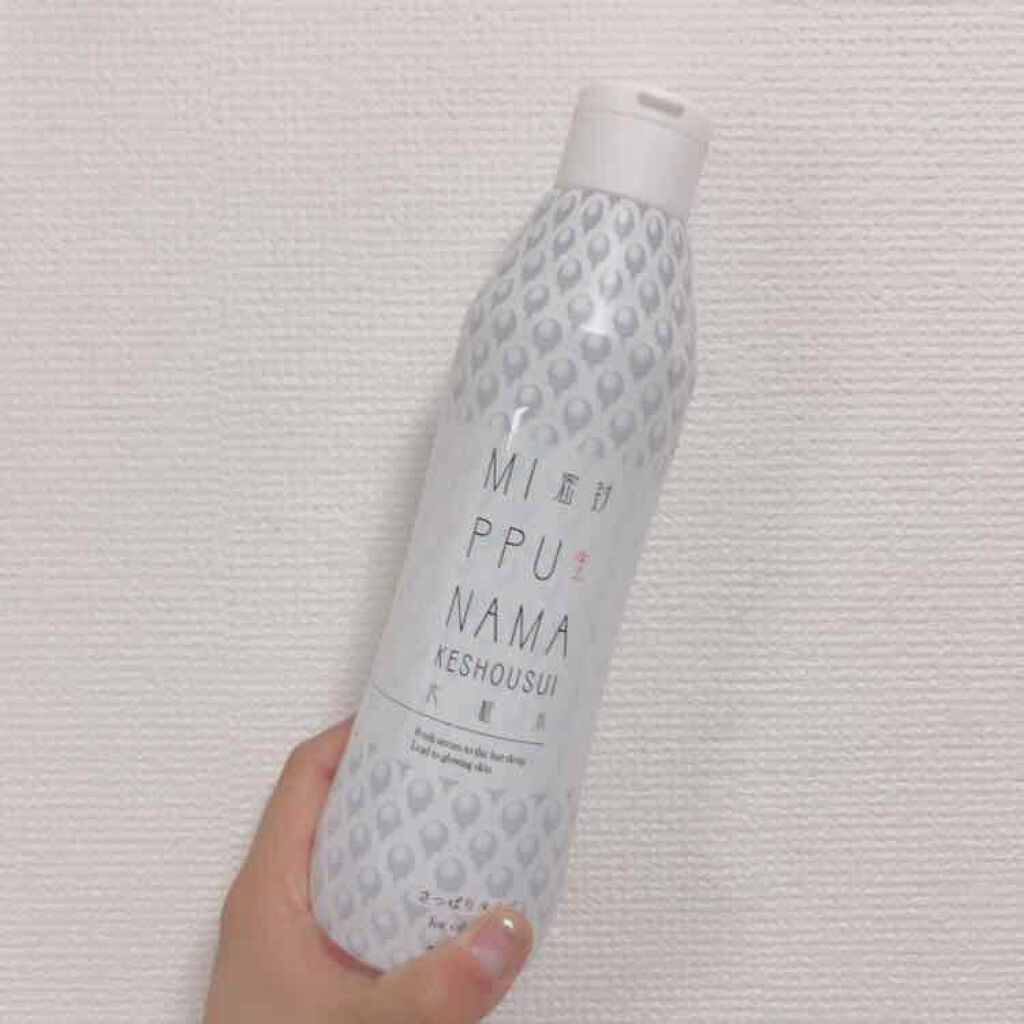 MI 密封
PPU 生
NAMA
KESHOUSUI
化粧水
Fresh serum to the last drop
Lead to glowing skin
さっぱり